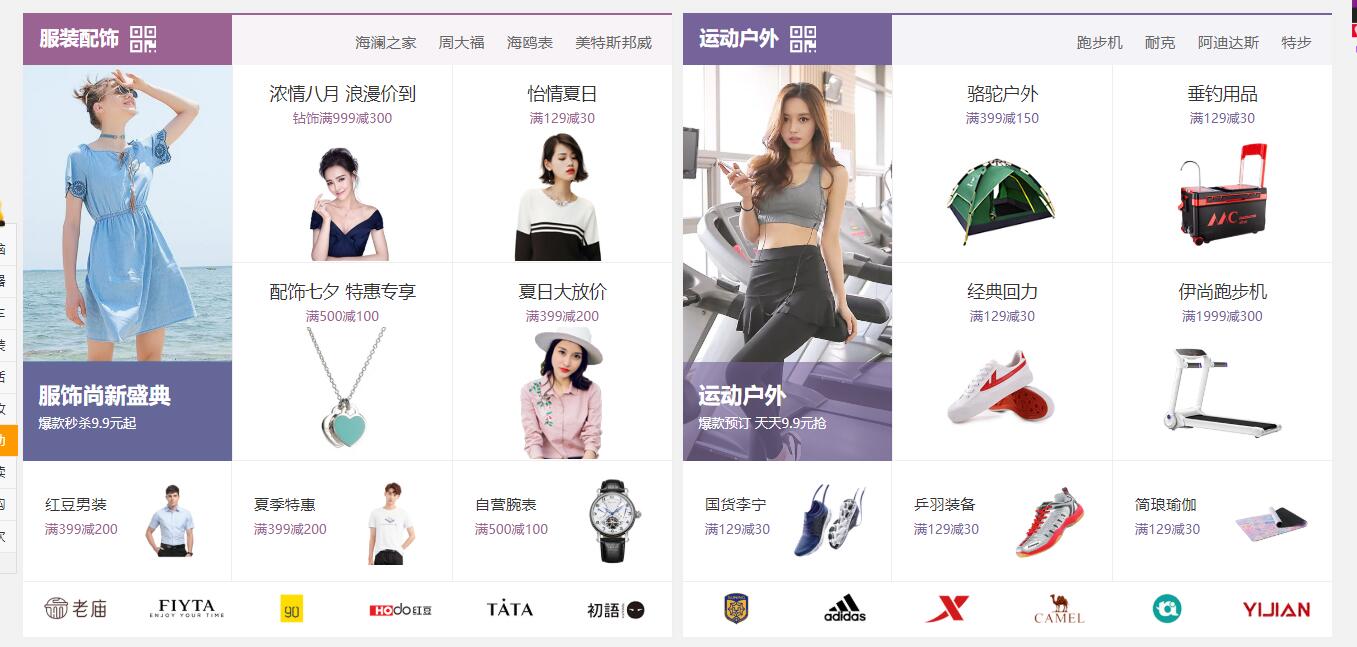 服装配饰
海澜之家 周大福 海鸥表 美特斯邦威
浓情八月 浪漫价到
钻饰满999减300
怡情夏日
满129减30
配饰七夕 特惠专享
满500减100
夏日大放价
满399减200
服饰尚新盛典
爆款秒杀9.9元起
红豆男装
满399减200
夏季特惠
满399减200
自营腕表
满500减100
老庙
FIYTA
ENJOY YOUR TIME
90
HOdo红豆
TATA
初語
运动户外
跑步机 耐克 阿迪达斯 特步
骆驼户外
满399减150
垂钓用品
满129减30
经典回力
满129减30
伊尚跑步机
满1999减300
运动户外
爆款预订 天天9.9元抢
国货李宁
满129减30
乒羽装备
满129减30
简琅瑜伽
满129减30
adidas
CAMEL
YIJIAN